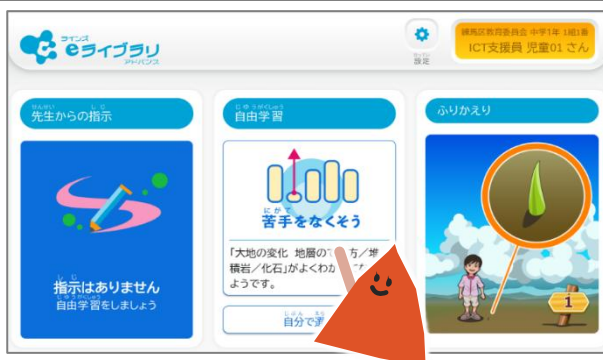 ラインズ
eライブラリ
アドバンス
設定
練馬区教育委員会 中学1年 1組1番
ICT支援員 児童01 さん
せんせい しじ
先生からの指示
じゆうがくしゅう
自由学習
ふりかえり
しじ
指示はありません
じゆうがくしゅう
自由学習をしましょう
にがて
苦手をなくそう
「大地の変化 地層の 方/堆
積岩/化石」がよくわか
ようです。
じぶん えら
自分で選
1